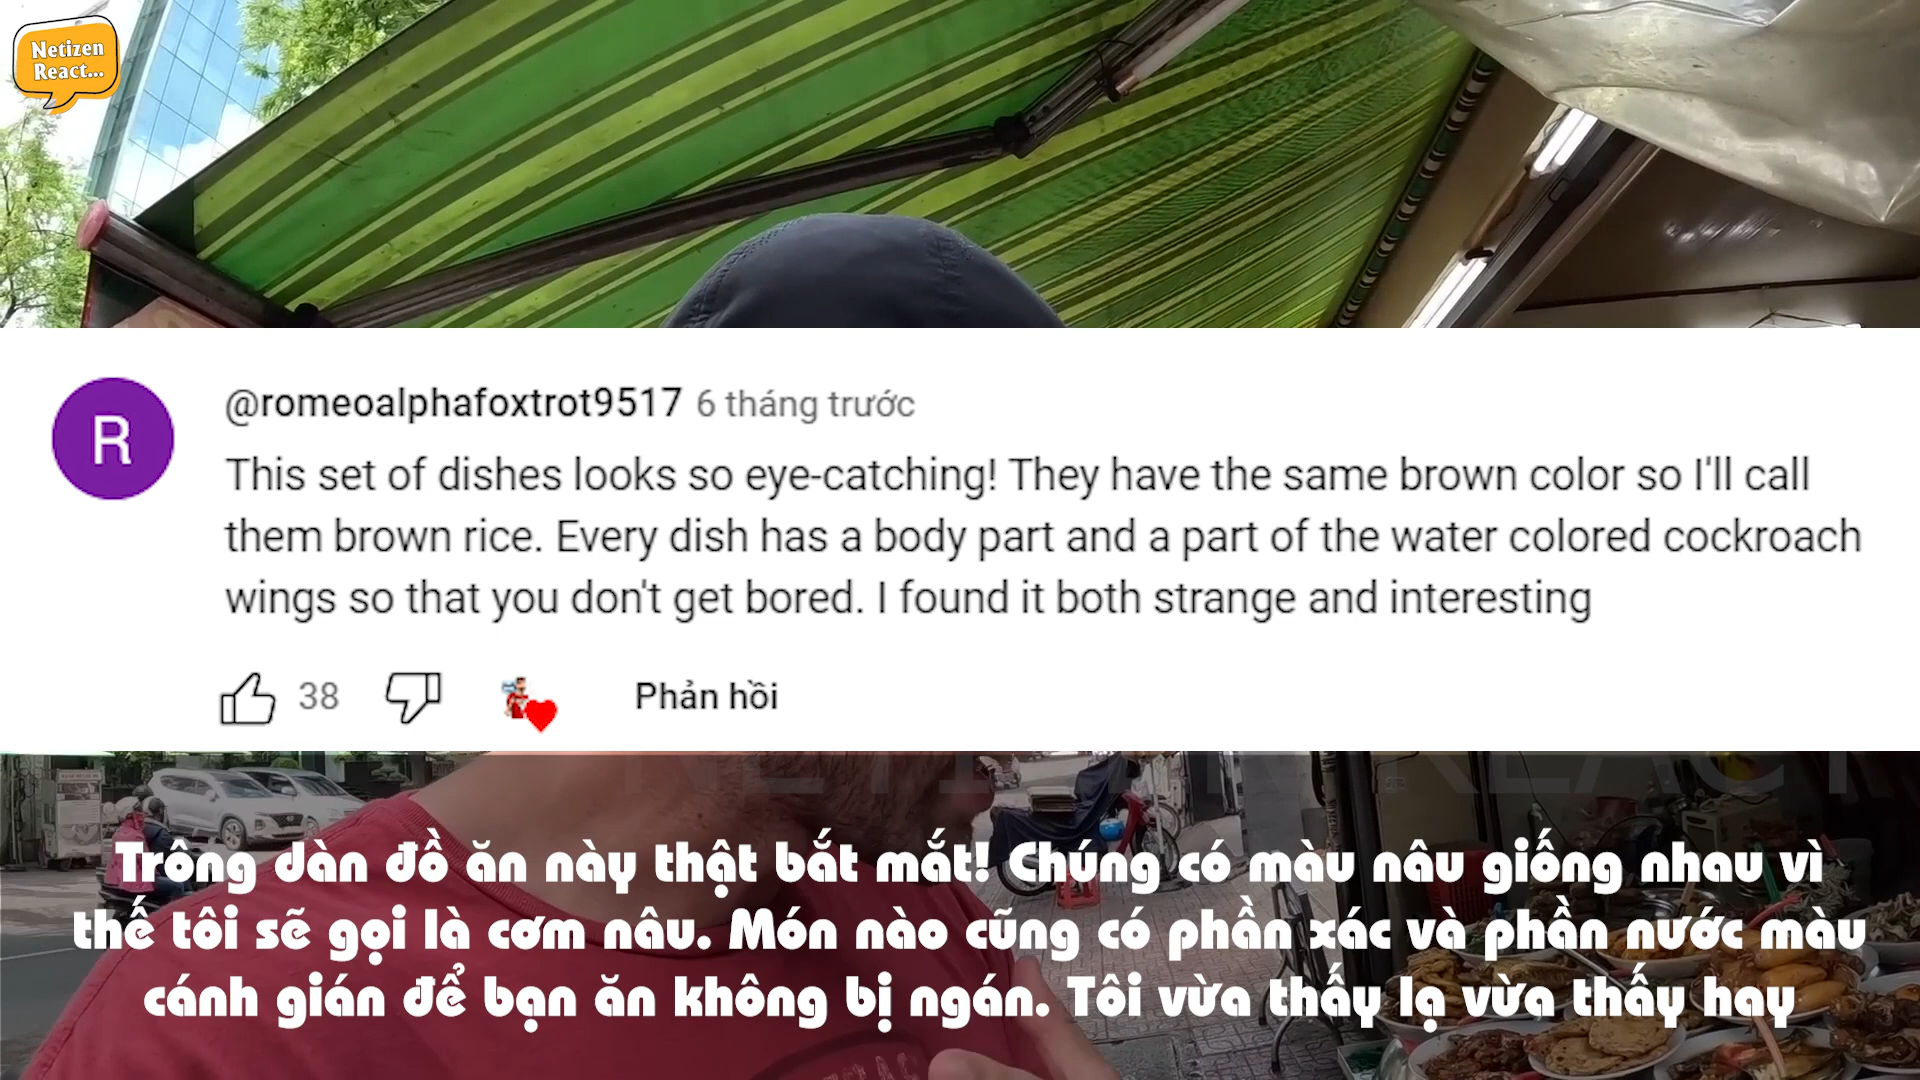 Netizen
React...
@romeoalphafoxtrot9517 6 tháng trước
R
This set of dishes looks so eye-catching! They have the same brown color so I'll call
them brown rice. Every dish has a body part and a part of the water colored cockroach
wings so that you don't get bored. I found it both strange and interesting
38 Phản hồi
Trông dàn đồ ăn này thật bắt mắt! Chúng có màu nâu giống nhau vì
thế tôi sẽ gọi là cơm nâu. Món nào cũng có phần xác và phần nước màu
cánh gián để bạn ăn không bị ngán. Tôi vừa thấy lạ vừa thấy hay